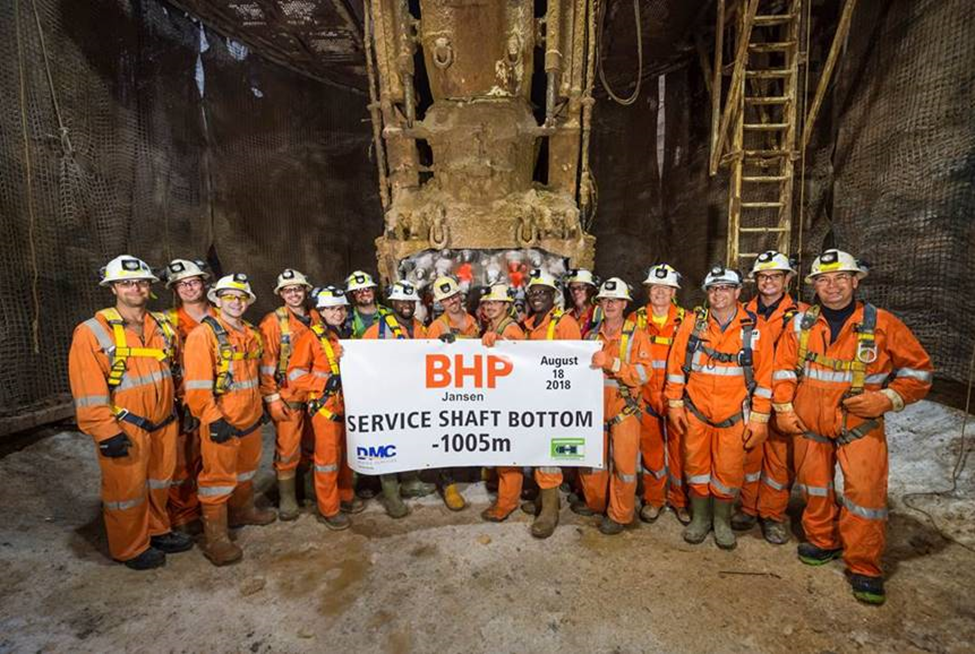 BHP
Jansen
August
18
2018
SERVICE SHAFT BOTTOM
-1005m
DMC